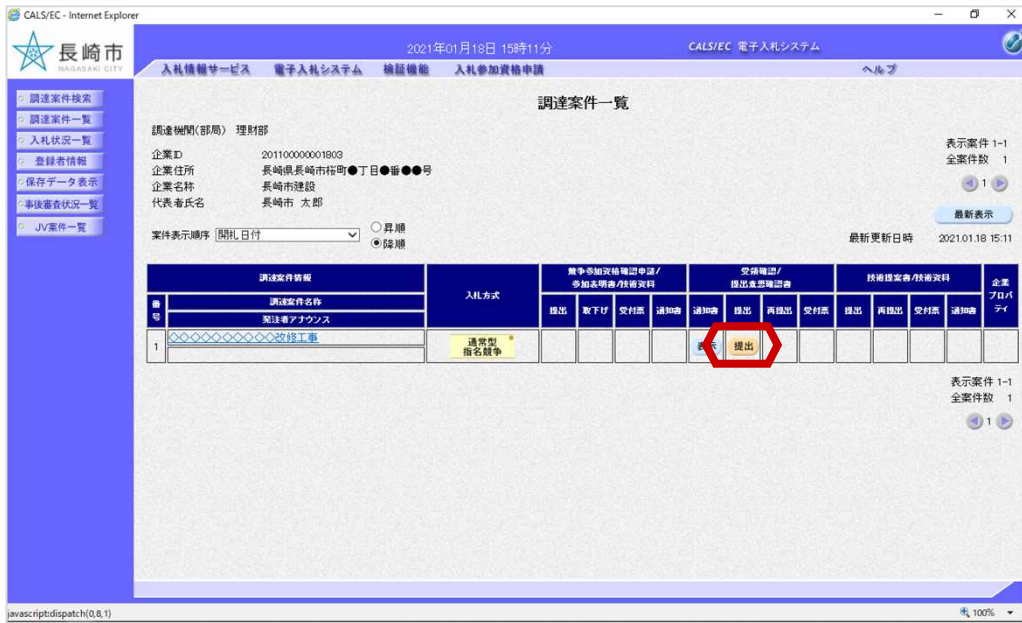 CALS/EC - Internet Explorer
長崎市
NAGASAKI CITY
2021年01月18日 15時11分
CALS/EC 電子入札システム
入札情報サービス 電子入札システム 検証機能 入札参加資格申請 ヘルプ
調達案件検索
調達案件一覧
入札状況一覧
登録者情報
保存データ表示
事後審査状況一覧
JV案件一覧
調達案件一覧
調達機関(部局) 理財部
企業ID 201100000001803
企業住所 長崎県長崎市桜町●丁目●番●●号
企業名称 長崎市建設
代表者氏名 長崎市 太郎
案件表示順序 開札日付
○昇順
◉降順
表示案件 1-1
全案件数 1
1
最新表示
最新更新日時 2021.01.18 15:11
調達案件情報 入札方式 競争参加資格確認申請/参加表明書/技術資料 受領確認/提出意思確認書 技術提案書/技術資料 企業プロパティ
番号 調達案件名称 発注者アナウンス 提出 取下げ 受付票 通知書 通知書 提出 再提出 受付票 提出 再提出 受付票 通知書
1 ◇◇◇◇◇◇◇◇◇◇改修工事 通常型 指名競争 表示 提出
表示案件 1-1
全案件数 1
1
javascript:dispatch(0,8,1)
100%